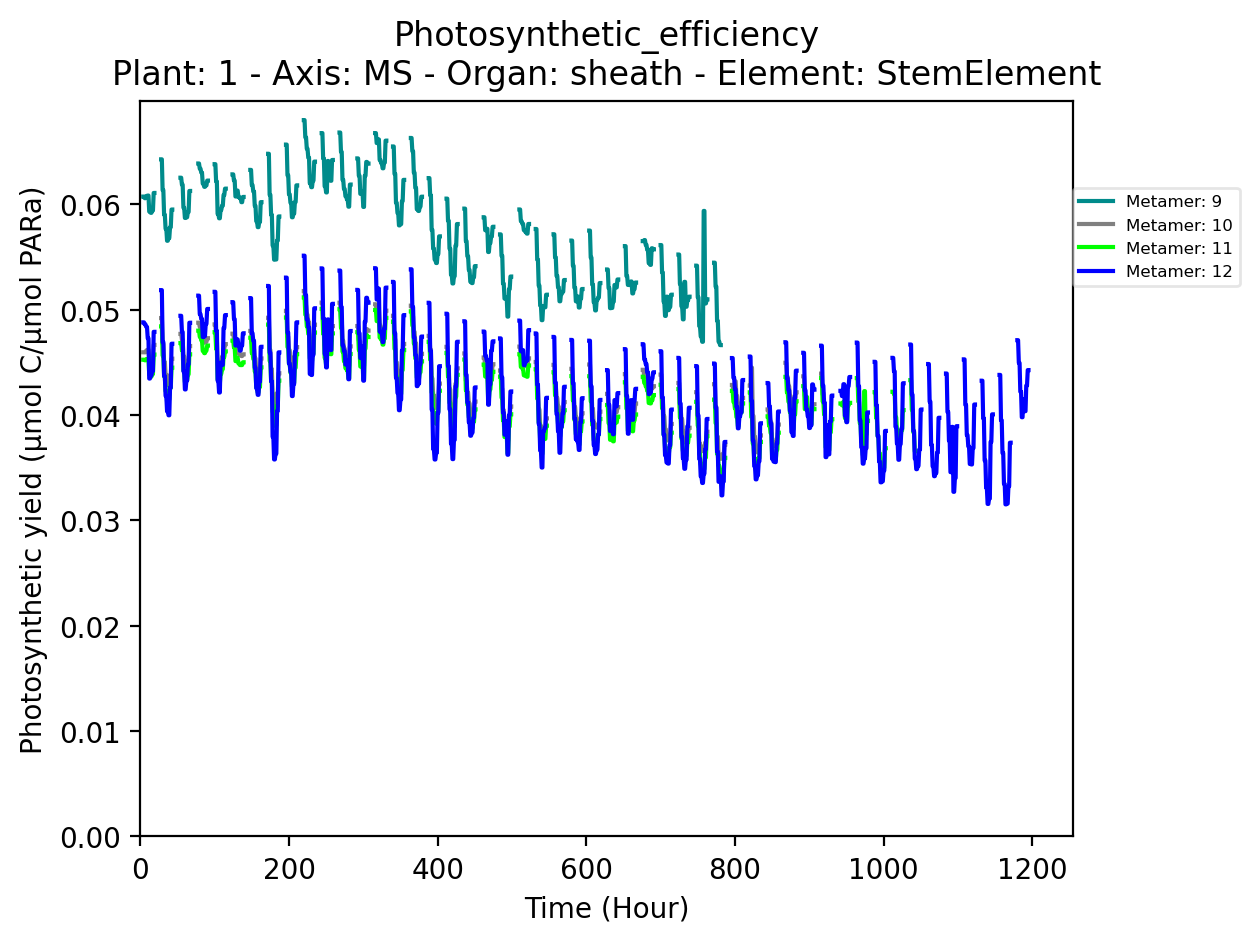 Photosynthetic_efficiency
Plant: 1 - Axis: MS - Organ: sheath - Element: StemElement
Photosynthetic yield (µmol C/µmol PARa)
0.06
0.05
0.04
0.03
0.02
0.01
0.00
0 200 400 600 800 1000 1200
Time (Hour)
Metamer: 9
Metamer: 10
Metamer: 11
Metamer: 12